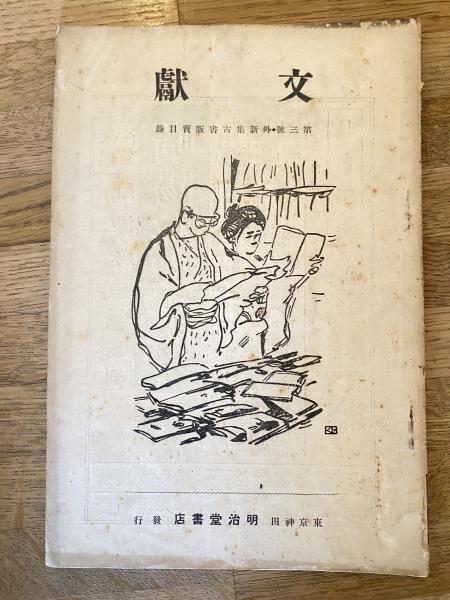 文獻
第三號•外新集古書販賣目錄
東京神田 明治堂書店 發行